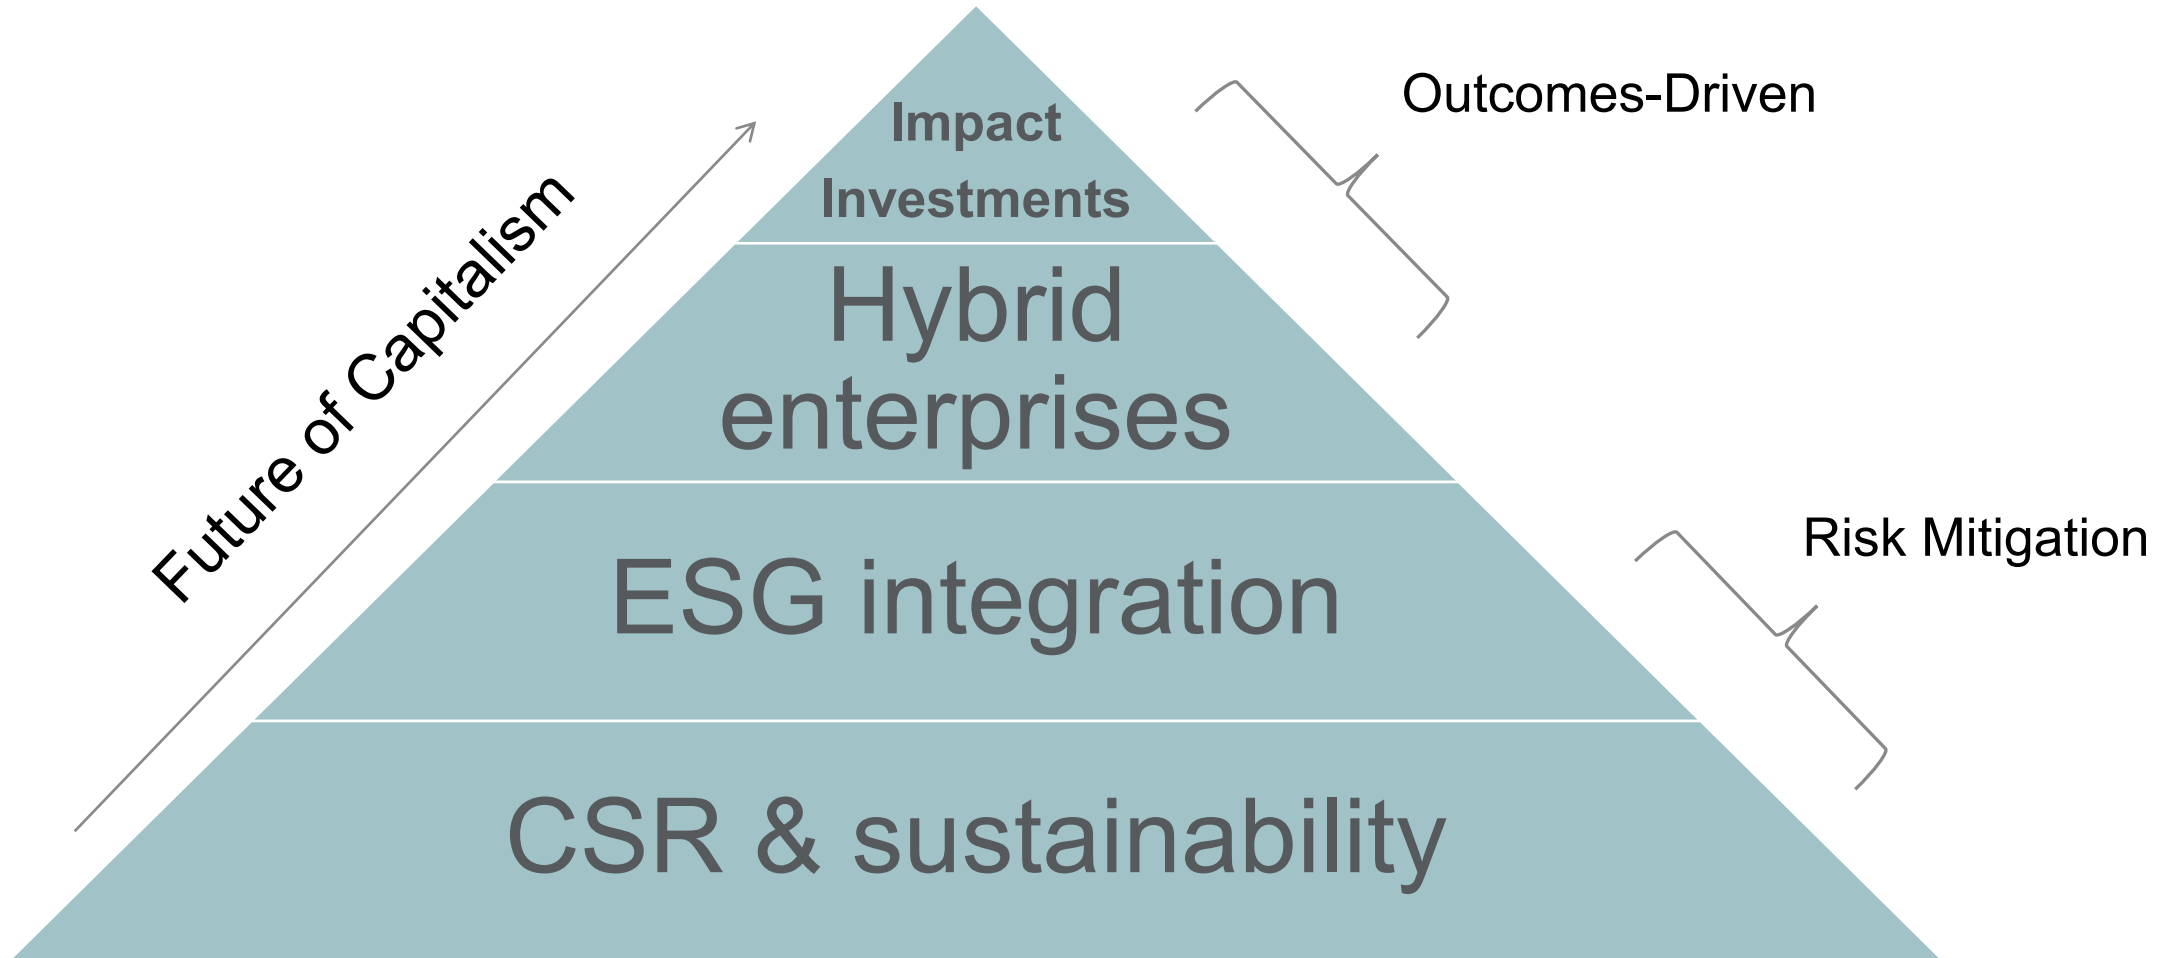 Outcomes-Driven
Impact
Investments
Future of Capitalism
Hybrid
enterprises
Risk Mitigation
ESG integration
CSR & sustainability